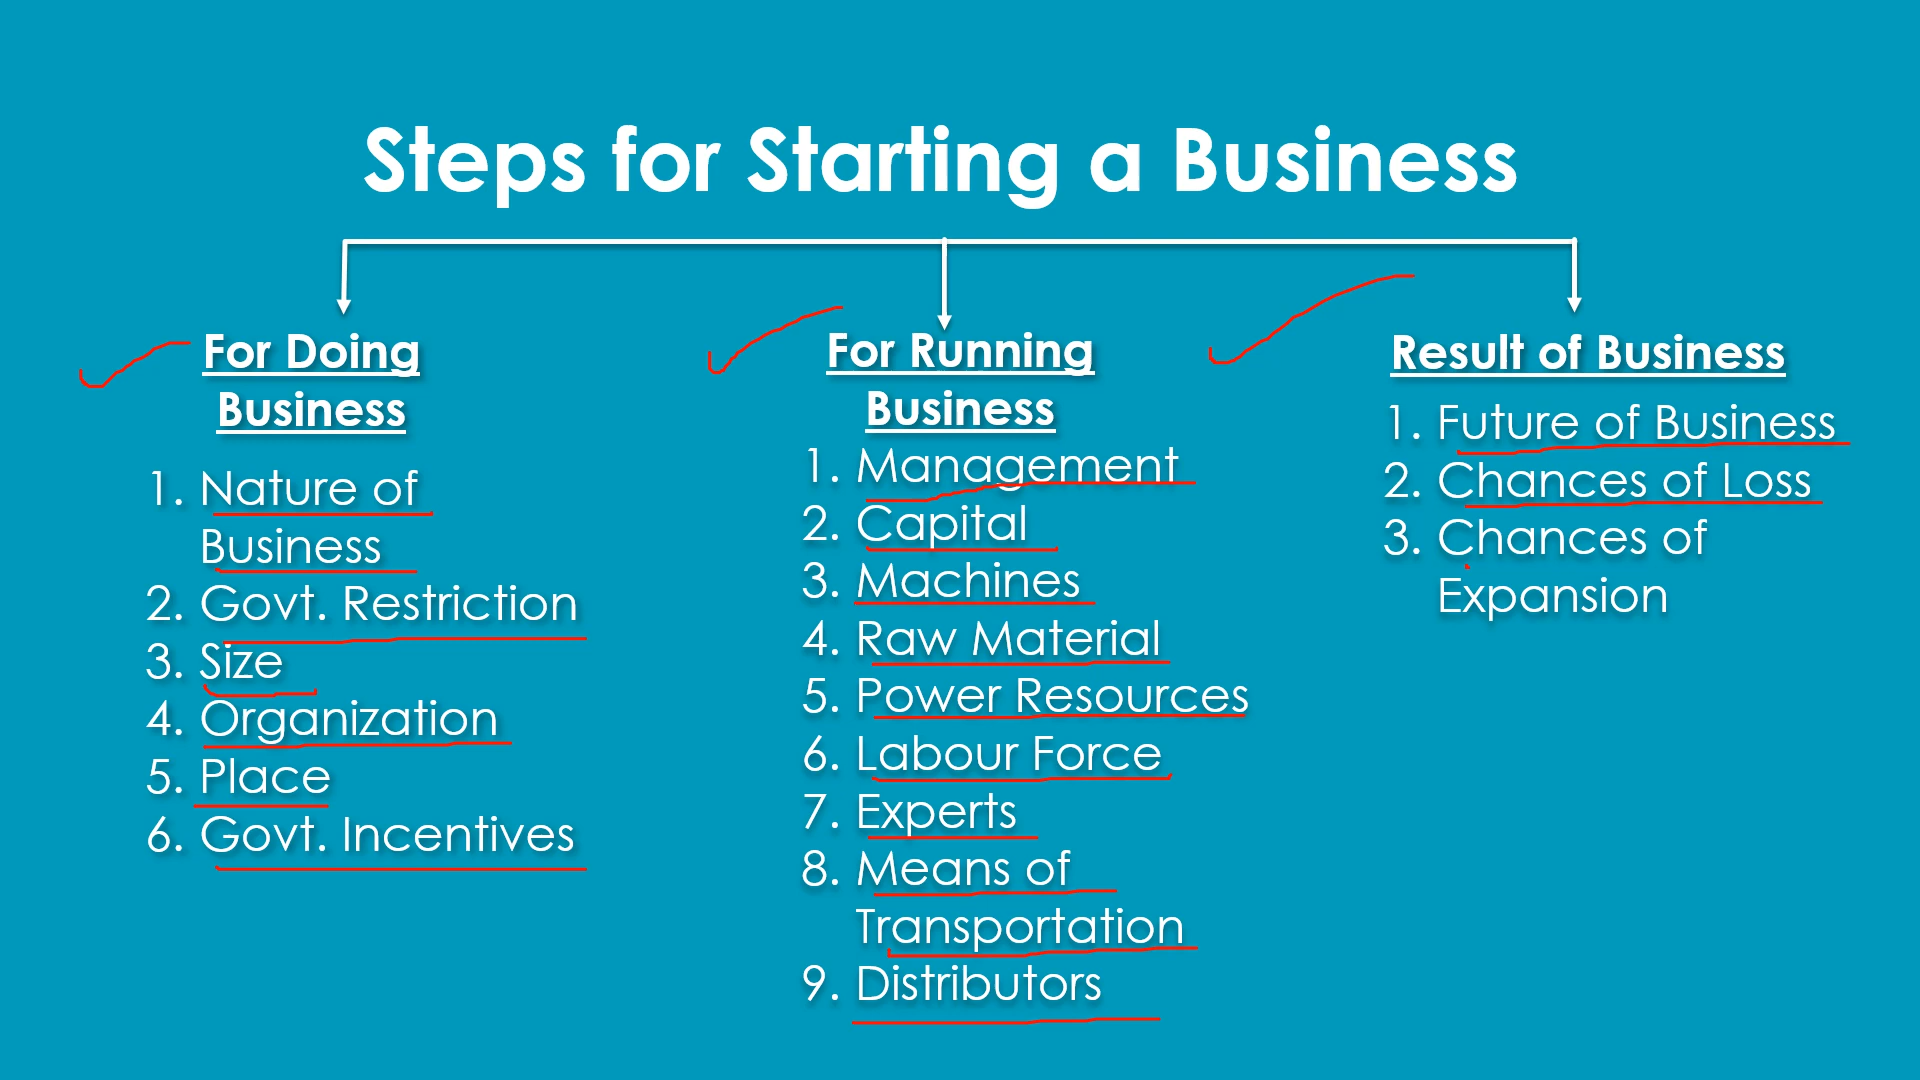 Steps for Starting a Business
For Doing
Business
1. Nature of
Business
2. Govt. Restriction
3. Size
4. Organization
5. Place
6. Govt. Incentives
For Running
Business
1. Management
2. Capital
3. Machines
4. Raw Material
5. Power Resources
6. Labour Force
7. Experts
8. Means of
Transportation
9. Distributors
Result of Business
1. Future of Business
2. Chances of Loss
3. Chances of
Expansion